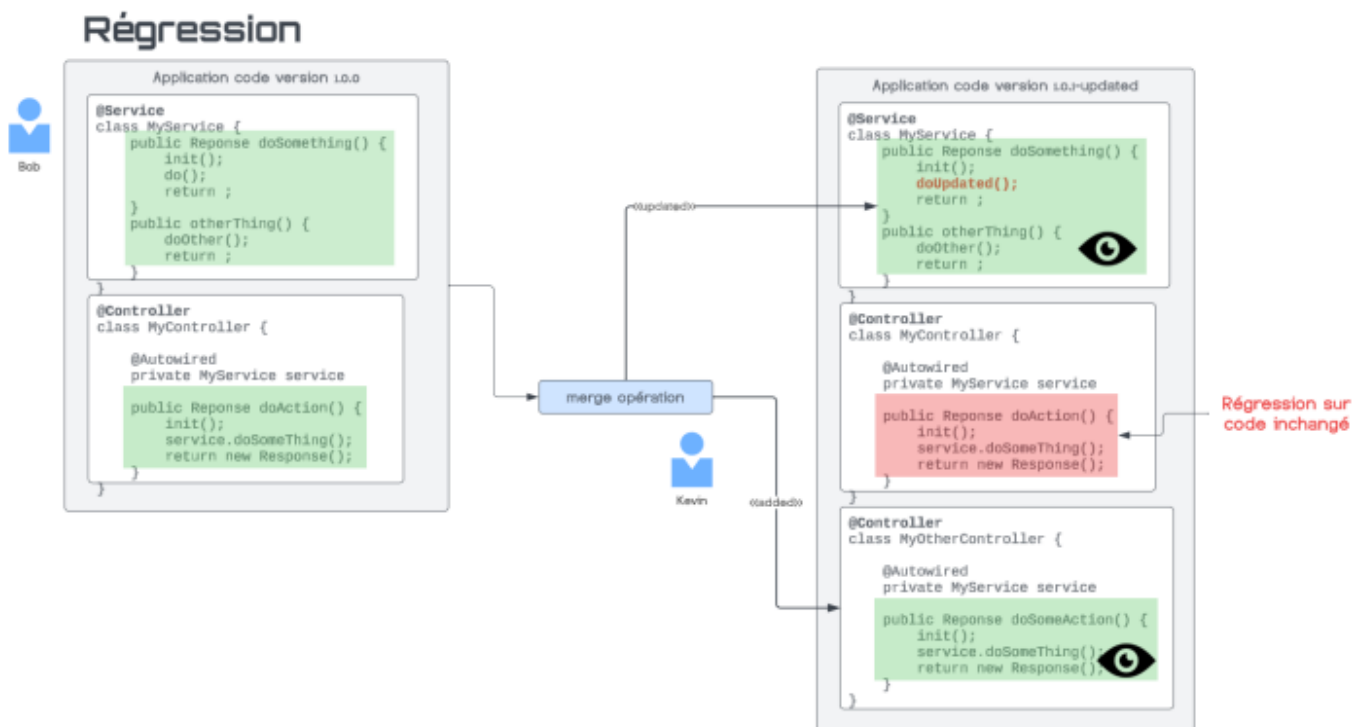 Régression
Application code version 1.0.0
Bob
@Service
class MyService {
public Reponse doSomething() {
init();
do();
return ;
}
public otherThing() {
doOther();
return ;
}
}
@Controller
class MyController {
@Autowired
private MyService service
public Reponse doAction() {
init();
service.doSomeThing();
return new Response();
}
}
merge opération
Kevin
«updated»
«added»
Application code version 1.0.1-updated
@Service
class MyService {
public Reponse doSomething() {
init();
doUpdated();
return ;
}
public otherThing() {
doOther();
return ;
}
}
@Controller
class MyController {
@Autowired
private MyService service
public Reponse doAction() {
init();
service.doSomeThing();
return new Response();
}
}
Régression sur
code inchangé
@Controller
class MyOtherController {
@Autowired
private MyService service
public Reponse doSomeAction() {
init();
service.doSomeThing();
return new Response();
}
}